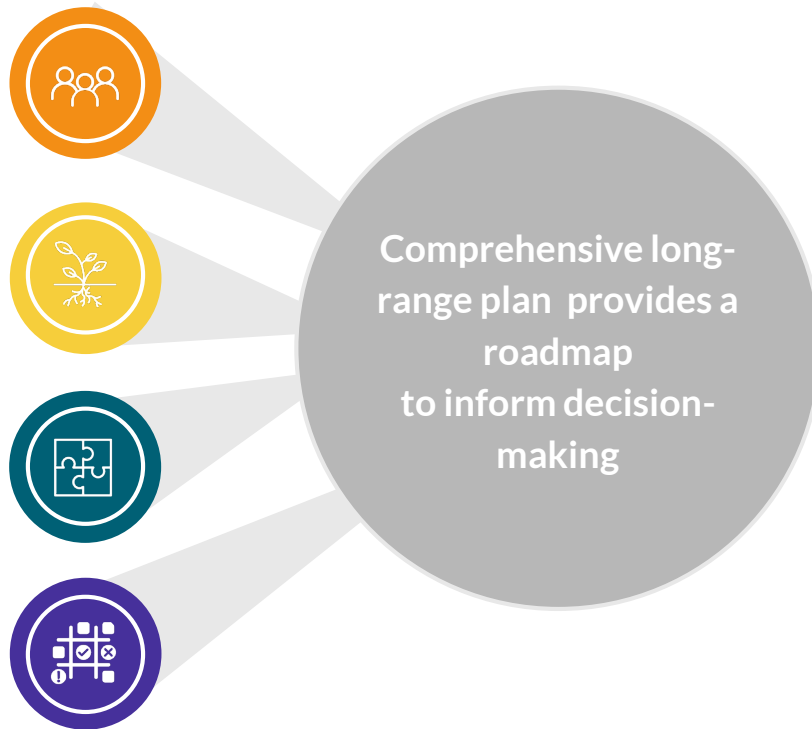 Comprehensive long-
range plan  provides a
roadmap
to inform decision-
making